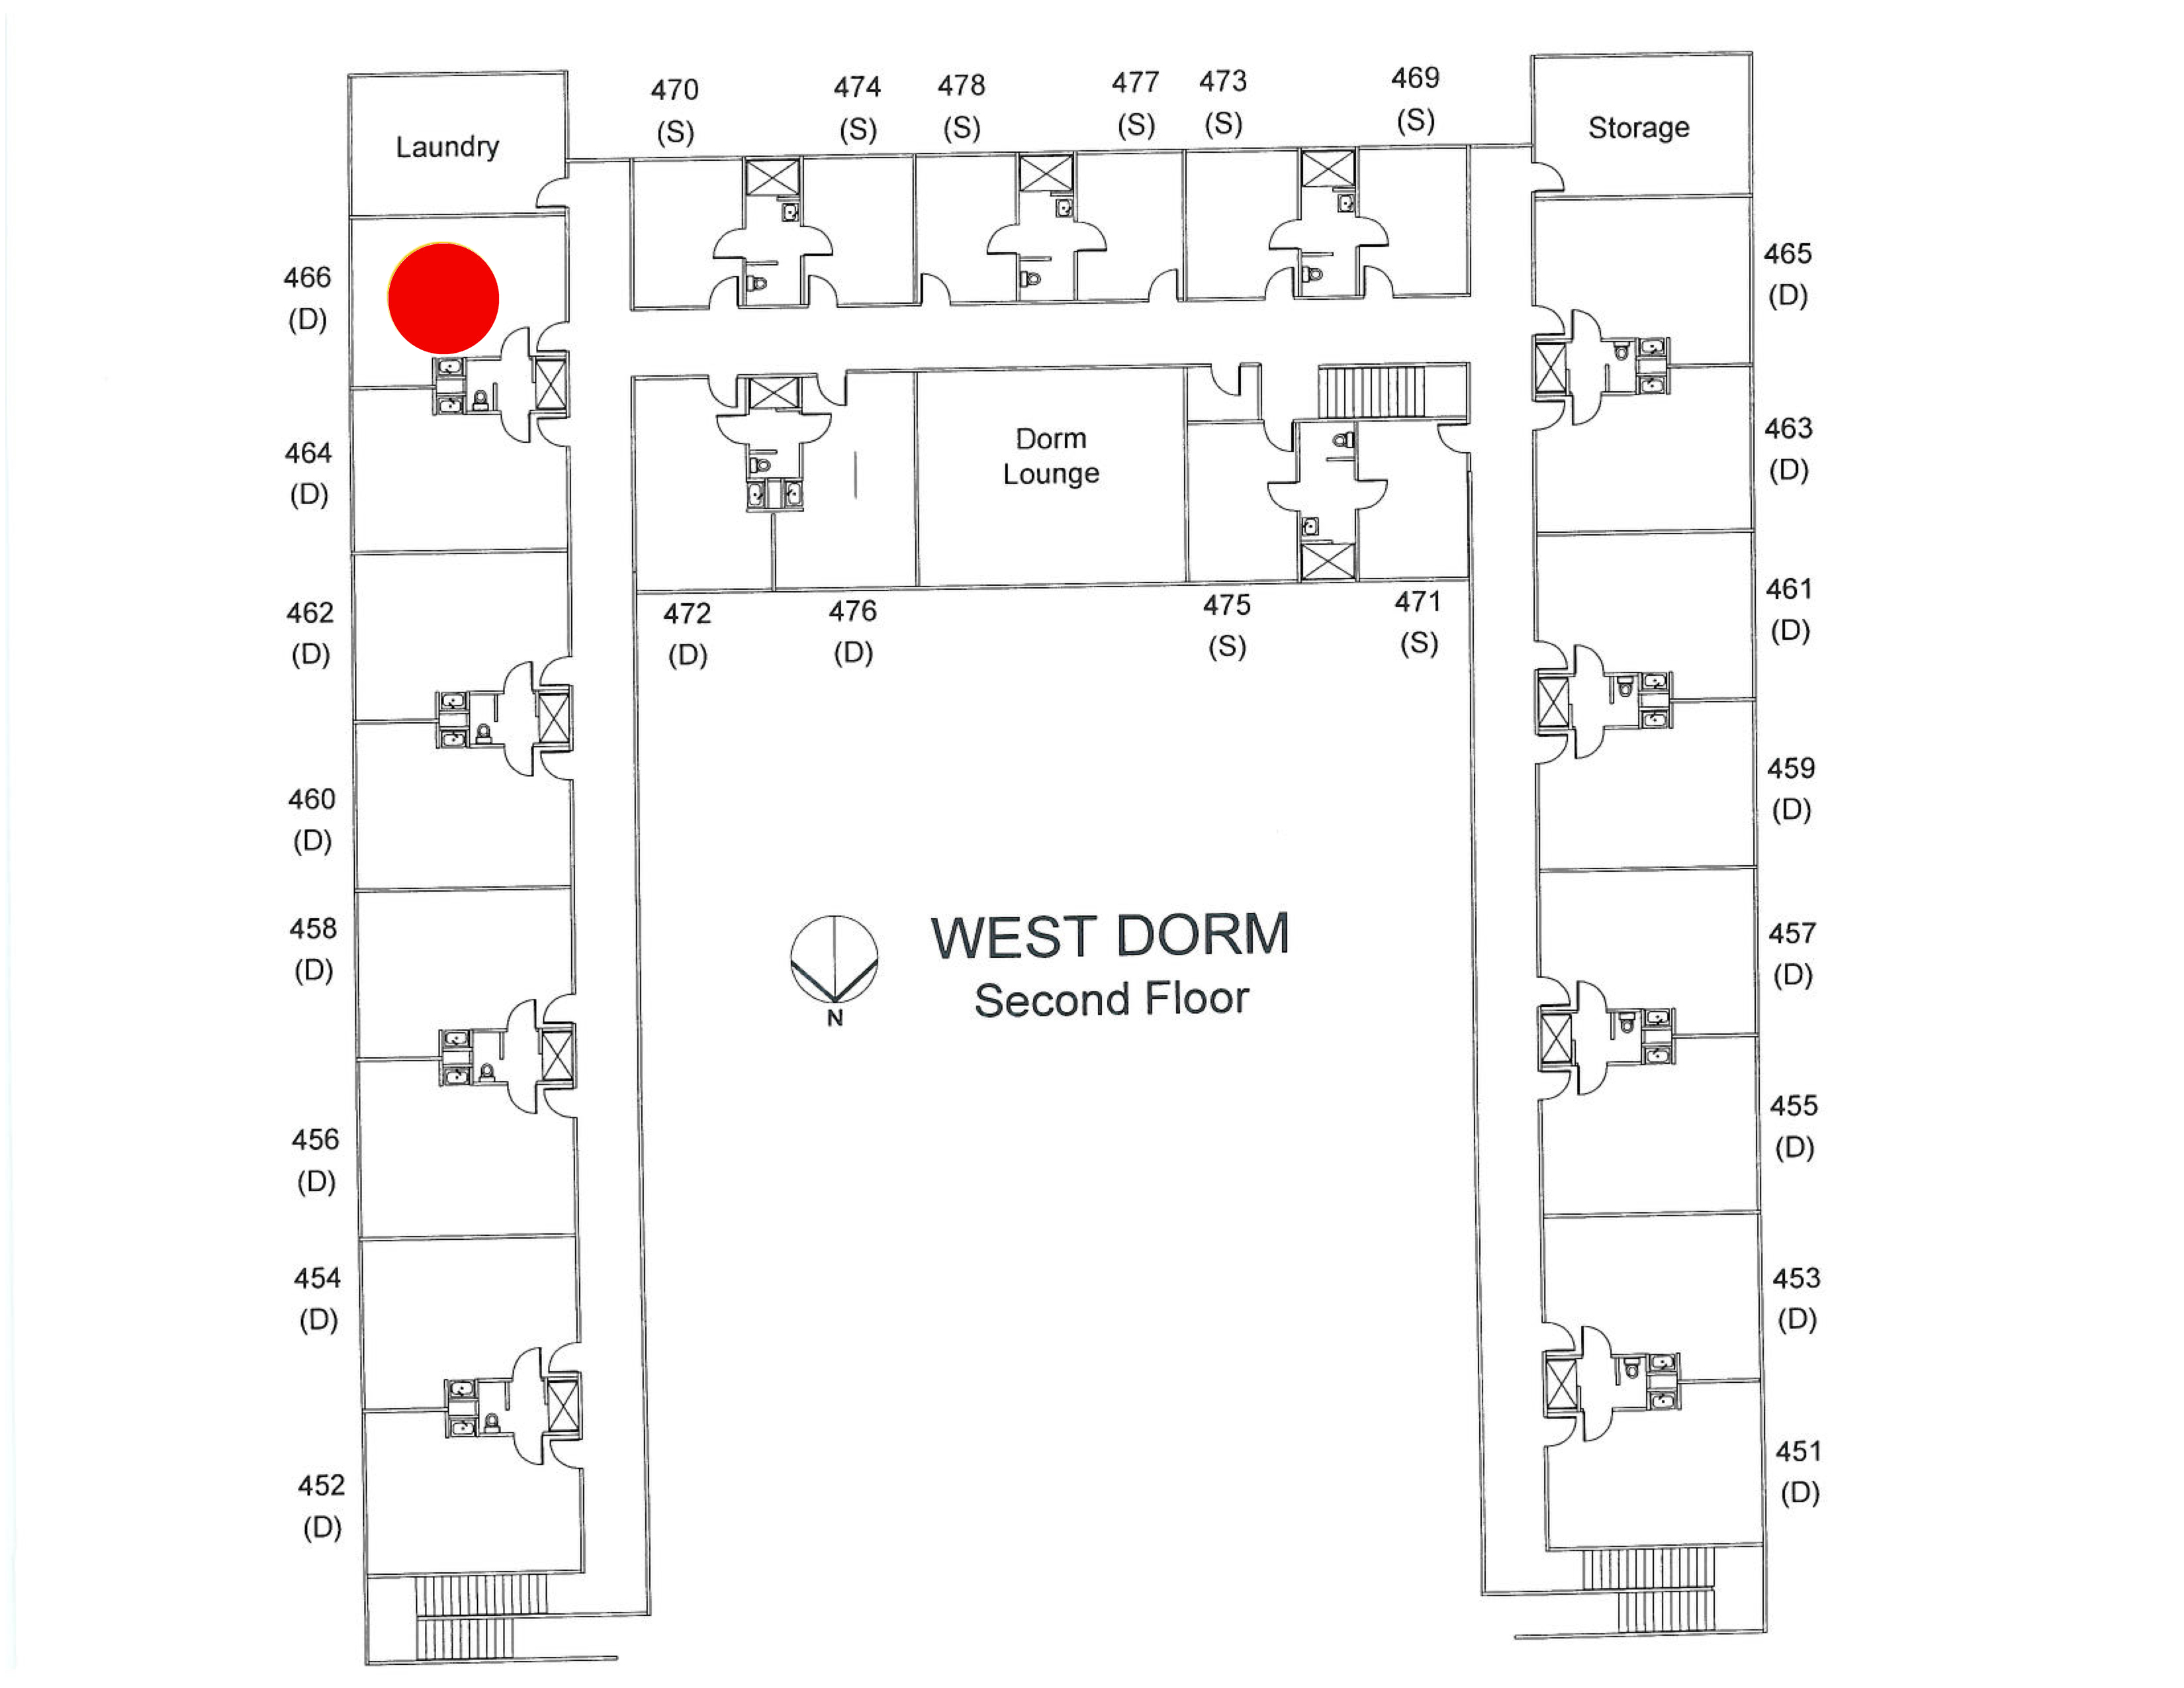 470
(S)
474
(S)
478
(S)
477
(S)
473
(S)
469
(S)
Laundry
Storage
466
(D)
465
(D)
464
(D)
Dorm
Lounge
463
(D)
462
(D)
472
(D)
476
(D)
475
(S)
471
(S)
461
(D)
460
(D)
459
(D)
458
(D)
WEST DORM
Second Floor
N
457
(D)
456
(D)
455
(D)
454
(D)
453
(D)
452
(D)
451
(D)